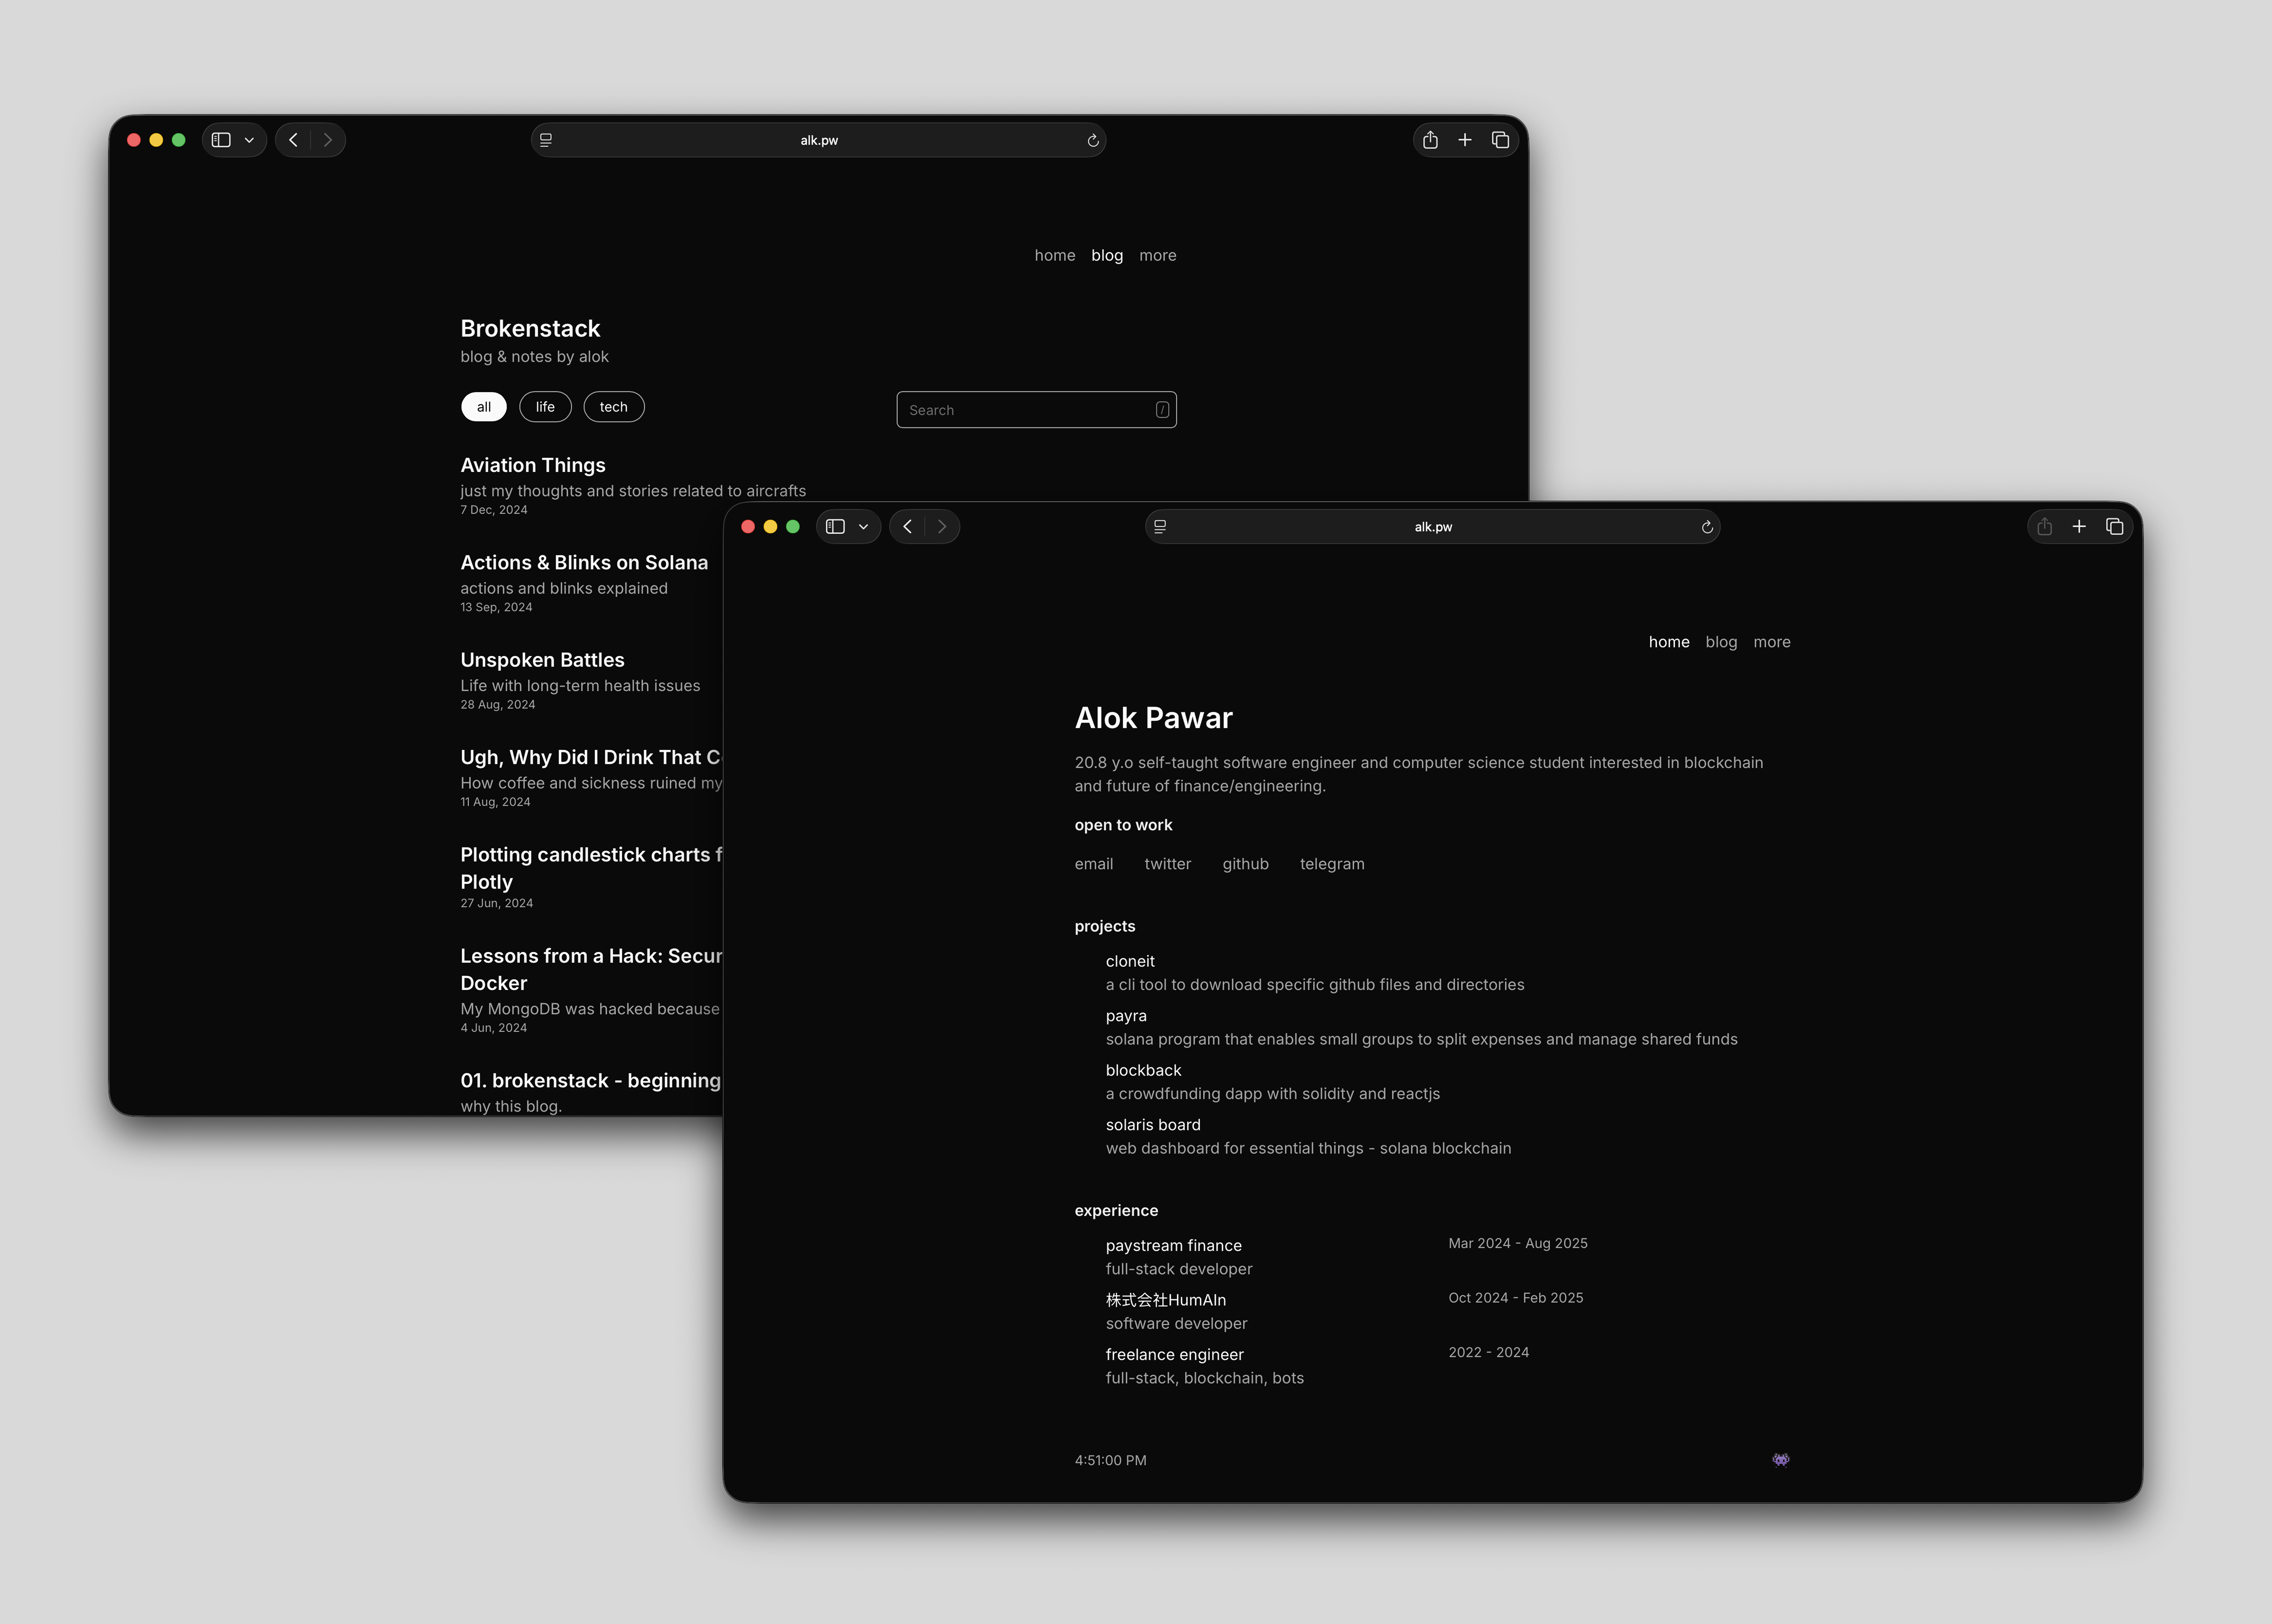 alk.pw
home blog more
Brokenstack
blog & notes by alok
all life tech
Search /
Aviation Things
just my thoughts and stories related to aircrafts
7 Dec, 2024
Actions & Blinks on Solana
actions and blinks explained
13 Sep, 2024
Unspoken Battles
Life with long-term health issues
28 Aug, 2024
Ugh, Why Did I Drink That
How coffee and sickness ruined my
11 Aug, 2024
Plotting candlestick charts
Plotly
27 Jun, 2024
Lessons from a Hack:
Docker
My MongoDB was hacked because
4 Jun, 2024
01. brokenstack - beginning
why this blog.
alk.pw
home blog more
Alok Pawar
20.8 y.o self-taught software engineer and computer science student interested in blockchain
and future of finance/engineering.
open to work
email twitter github telegram
projects
cloneit
a cli tool to download specific github files and directories
payra
solana program that enables small groups to split expenses and manage shared funds
blockback
a crowdfunding dapp with solidity and reactjs
solaris board
web dashboard for essential things - solana blockchain
experience
paystream finance Mar 2024 - Aug 2025
full-stack developer
株式会社HumAIn Oct 2024 - Feb 2025
software developer
freelance engineer 2022 - 2024
full-stack, blockchain, bots
4:51:00 PM